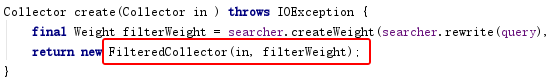 Collector create(Collector in ) throws IOException {
final Weight filterWeight = searcher.createWeight(searcher.rewrite(query),
return new FilteredCollector(in, filterWeight);
}